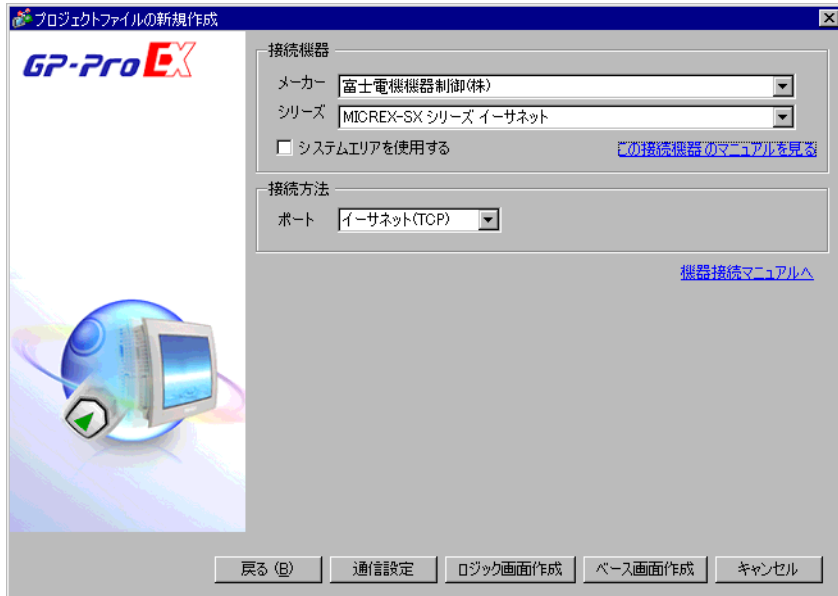 プロジェクトファイルの新規作成
GP-Pro EX
接続機器
メーカー 富士電機機器制御(株)
シリーズ MICREX-SX シリーズ イーサネット
システムエリアを使用する この接続機器のマニュアルを見る
接続方法
ポート イーサネット(TCP)
機器接続マニュアルへ
戻る (B) 通信設定 ロジック画面作成 ベース画面作成 キャンセル